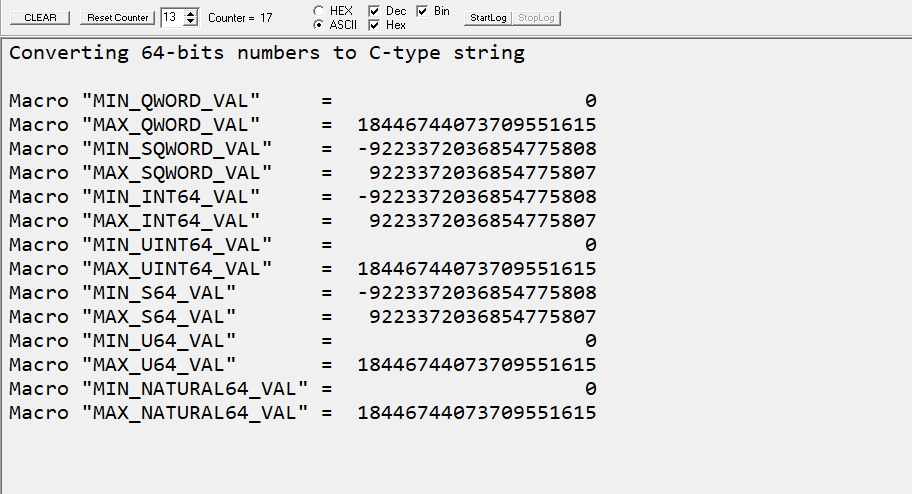 CLEAR Reset Counter 13 Counter = 17 HEX ASCII Dec Hex Bin StartLog StopLog
Converting 64-bits numbers to C-type string
Macro "MIN_QWORD_VAL" = 0
Macro "MAX_QWORD_VAL" = 18446744073709551615
Macro "MIN_SQWORD_VAL" = -9223372036854775808
Macro "MAX_SQWORD_VAL" = 9223372036854775807
Macro "MIN_INT64_VAL" = -9223372036854775808
Macro "MAX_INT64_VAL" = 9223372036854775807
Macro "MIN_UINT64_VAL" = 0
Macro "MAX_UINT64_VAL" = 18446744073709551615
Macro "MIN_S64_VAL" = -9223372036854775808
Macro "MAX_S64_VAL" = 9223372036854775807
Macro "MIN_U64_VAL" = 0
Macro "MAX_U64_VAL" = 18446744073709551615
Macro "MIN_NATURAL64_VAL" = 0
Macro "MAX_NATURAL64_VAL" = 18446744073709551615